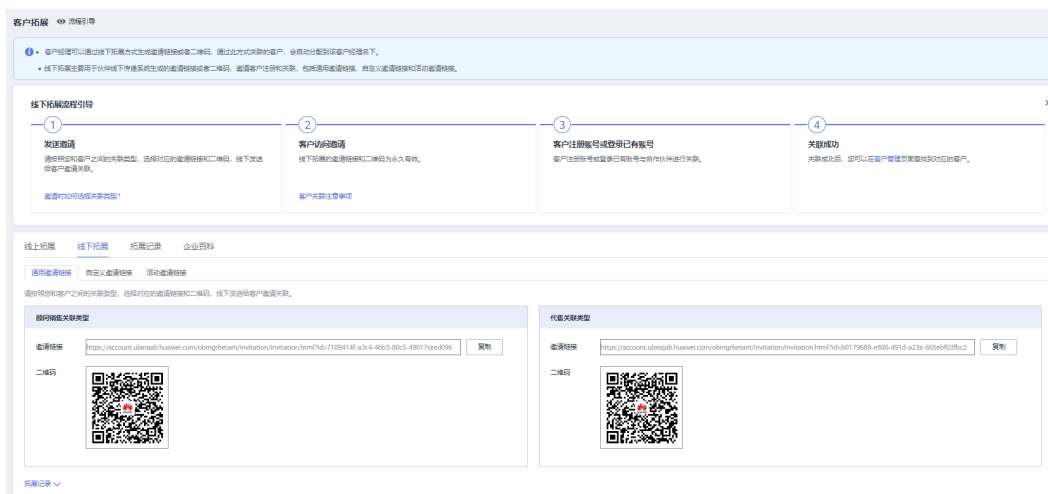 客户拓展 流程引导
客户经理可以通过线下拓展方式生成邀请链接或者二维码，通过此方式关联的客户，会自动分配到该客户经理名下。
线下拓展主要用于伙伴线下传递系统生成的邀请链接或者二维码，邀请客户注册和关联，包括通用邀请链接、自定义邀请链接和活动邀请链接。
线下拓展流程引导
1
发送邀请
请按照您和客户之间的关联类型，选择对应的邀请链接和二维码，线下发送
给客户邀请关联。
邀请时如何选择关联类型？
2
客户访问邀请
线下拓展的邀请链接和二维码为永久有效。
客户关联注意事项
3
客户注册账号或登录已有账号
客户注册账号或登录已有账号与合作伙伴进行关联。
4
关联成功
关联成功后，您可以在客户管理页面查找到对应的客户。
线上拓展 线下拓展 拓展记录 企业百科
通用邀请链接 自定义邀请链接 活动邀请链接
请按照您和客户之间的关联类型，选择对应的邀请链接和二维码，线下发送给客户邀请关联。
顾问销售关联类型
邀请链接 https://account.ulanqab.huawei.com/obmgrbetam/invitation/invitation.html?id=7109414f-a3c4-4bb3-80c5-49017ceed096 复制
二维码
代售关联类型
邀请链接 https://account.ulanqab.huawei.com/obmgrbetam/invitation/invitation.html?id=b0179689-e800-491d-a23e-665ebf03fbc2 复制
二维码
拓展记录